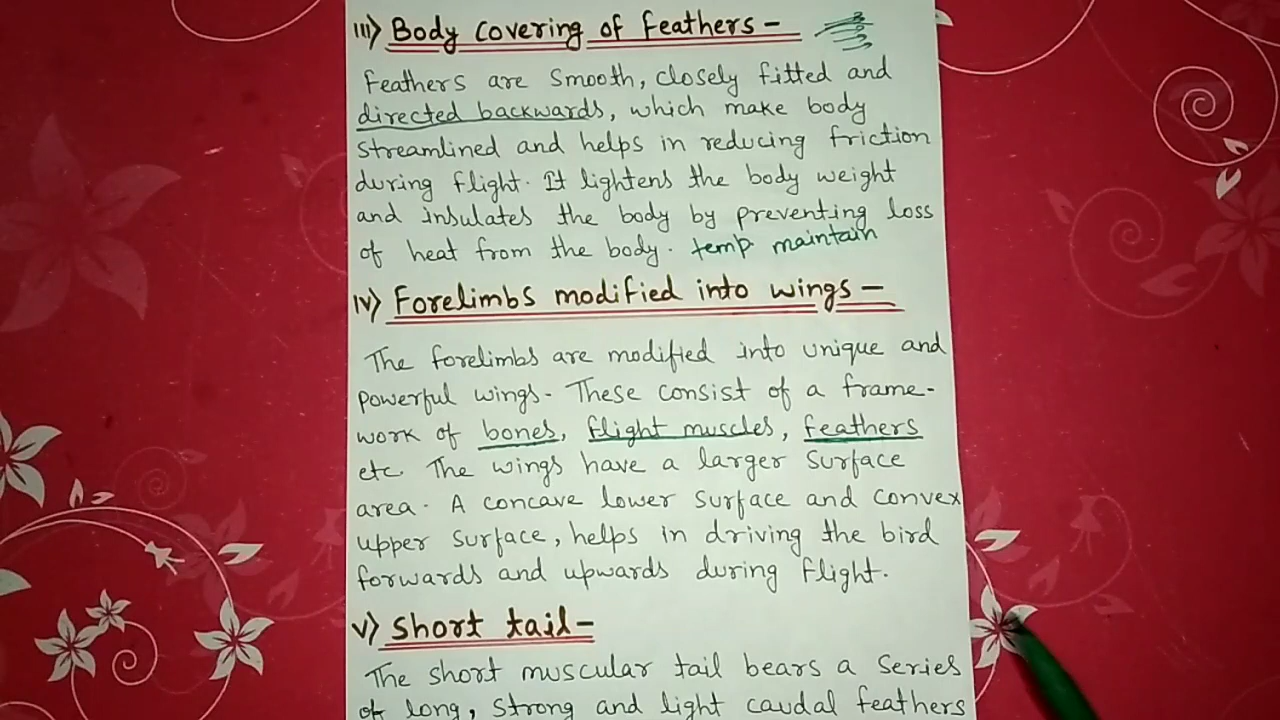 III) Body covering of Feathers -
Feathers are smooth, closely fitted and
directed backwards, which make body
streamlined and helps in reducing friction
during flight. It lightens the body weight
and insulates the body by preventing loss
of heat from the body. temp maintain
IV) Forelimbs modified into wings -
The forelimbs are modified into unique and
powerful wings. These consist of a frame-
work of bones, flight muscles, feathers
etc. The wings have a larger surface
area. A concave lower surface and convex
upper surface, helps in driving the bird
forwards and upwards during flight.
V) Short tail -
The short muscular tail bears a series
of long, strong and light caudal feathers